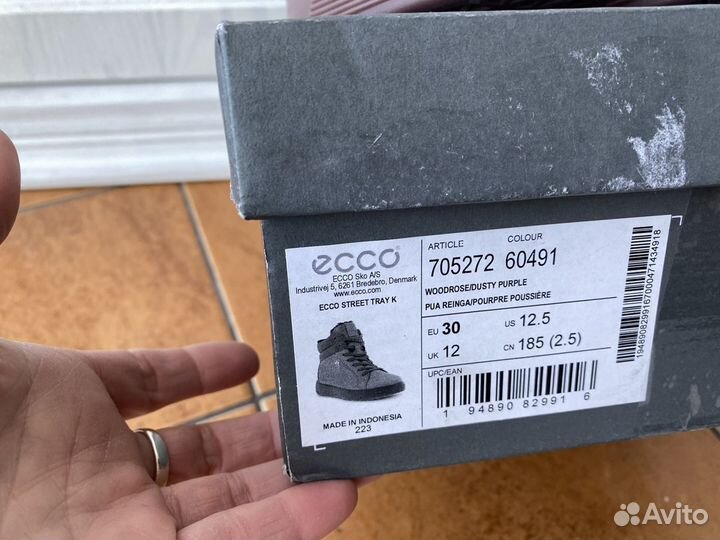 ecco
ECCO Sko A/S
Industrivej 5, 6261 Bredebro, Denmark
www.ecco.com
ECCO STREET TRAY K
MADE IN INDONESIA
223
ARTICLE COLOUR
705272 60491
WOODROSE/DUSTY PURPLE
PUA REINGA/POURPRE POUSSIÈRE
EU 30 US 12.5
UK 12 CN 185 (2.5)
UPC/EAN
1 94890 82991 6
1948908299167000471434918
Avito